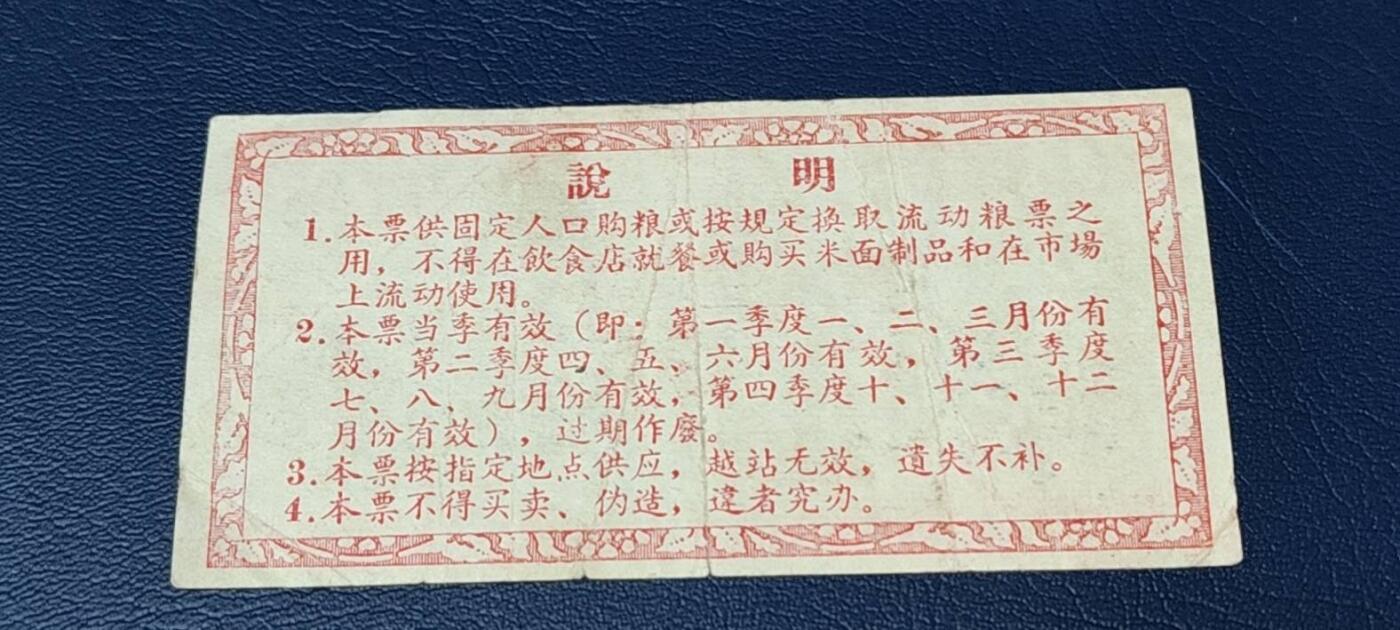 說 明
1. 本票供固定人口购粮或按規定換取流动粮票之
用，不得在飲食店就餐或购买米面制品和在市場
上流动使用。
2. 本票当季有效（即：第一季度一、二、三月份有
效，第二季度四、五、六月份有效，第三季度
七、八、九月份有效，第四季度十、十一、十二
月份有效），过期作廢。
3. 本票按指定地点供应，越站无效，遺失不补。
4. 本票不得买卖、伪造，違者究办。